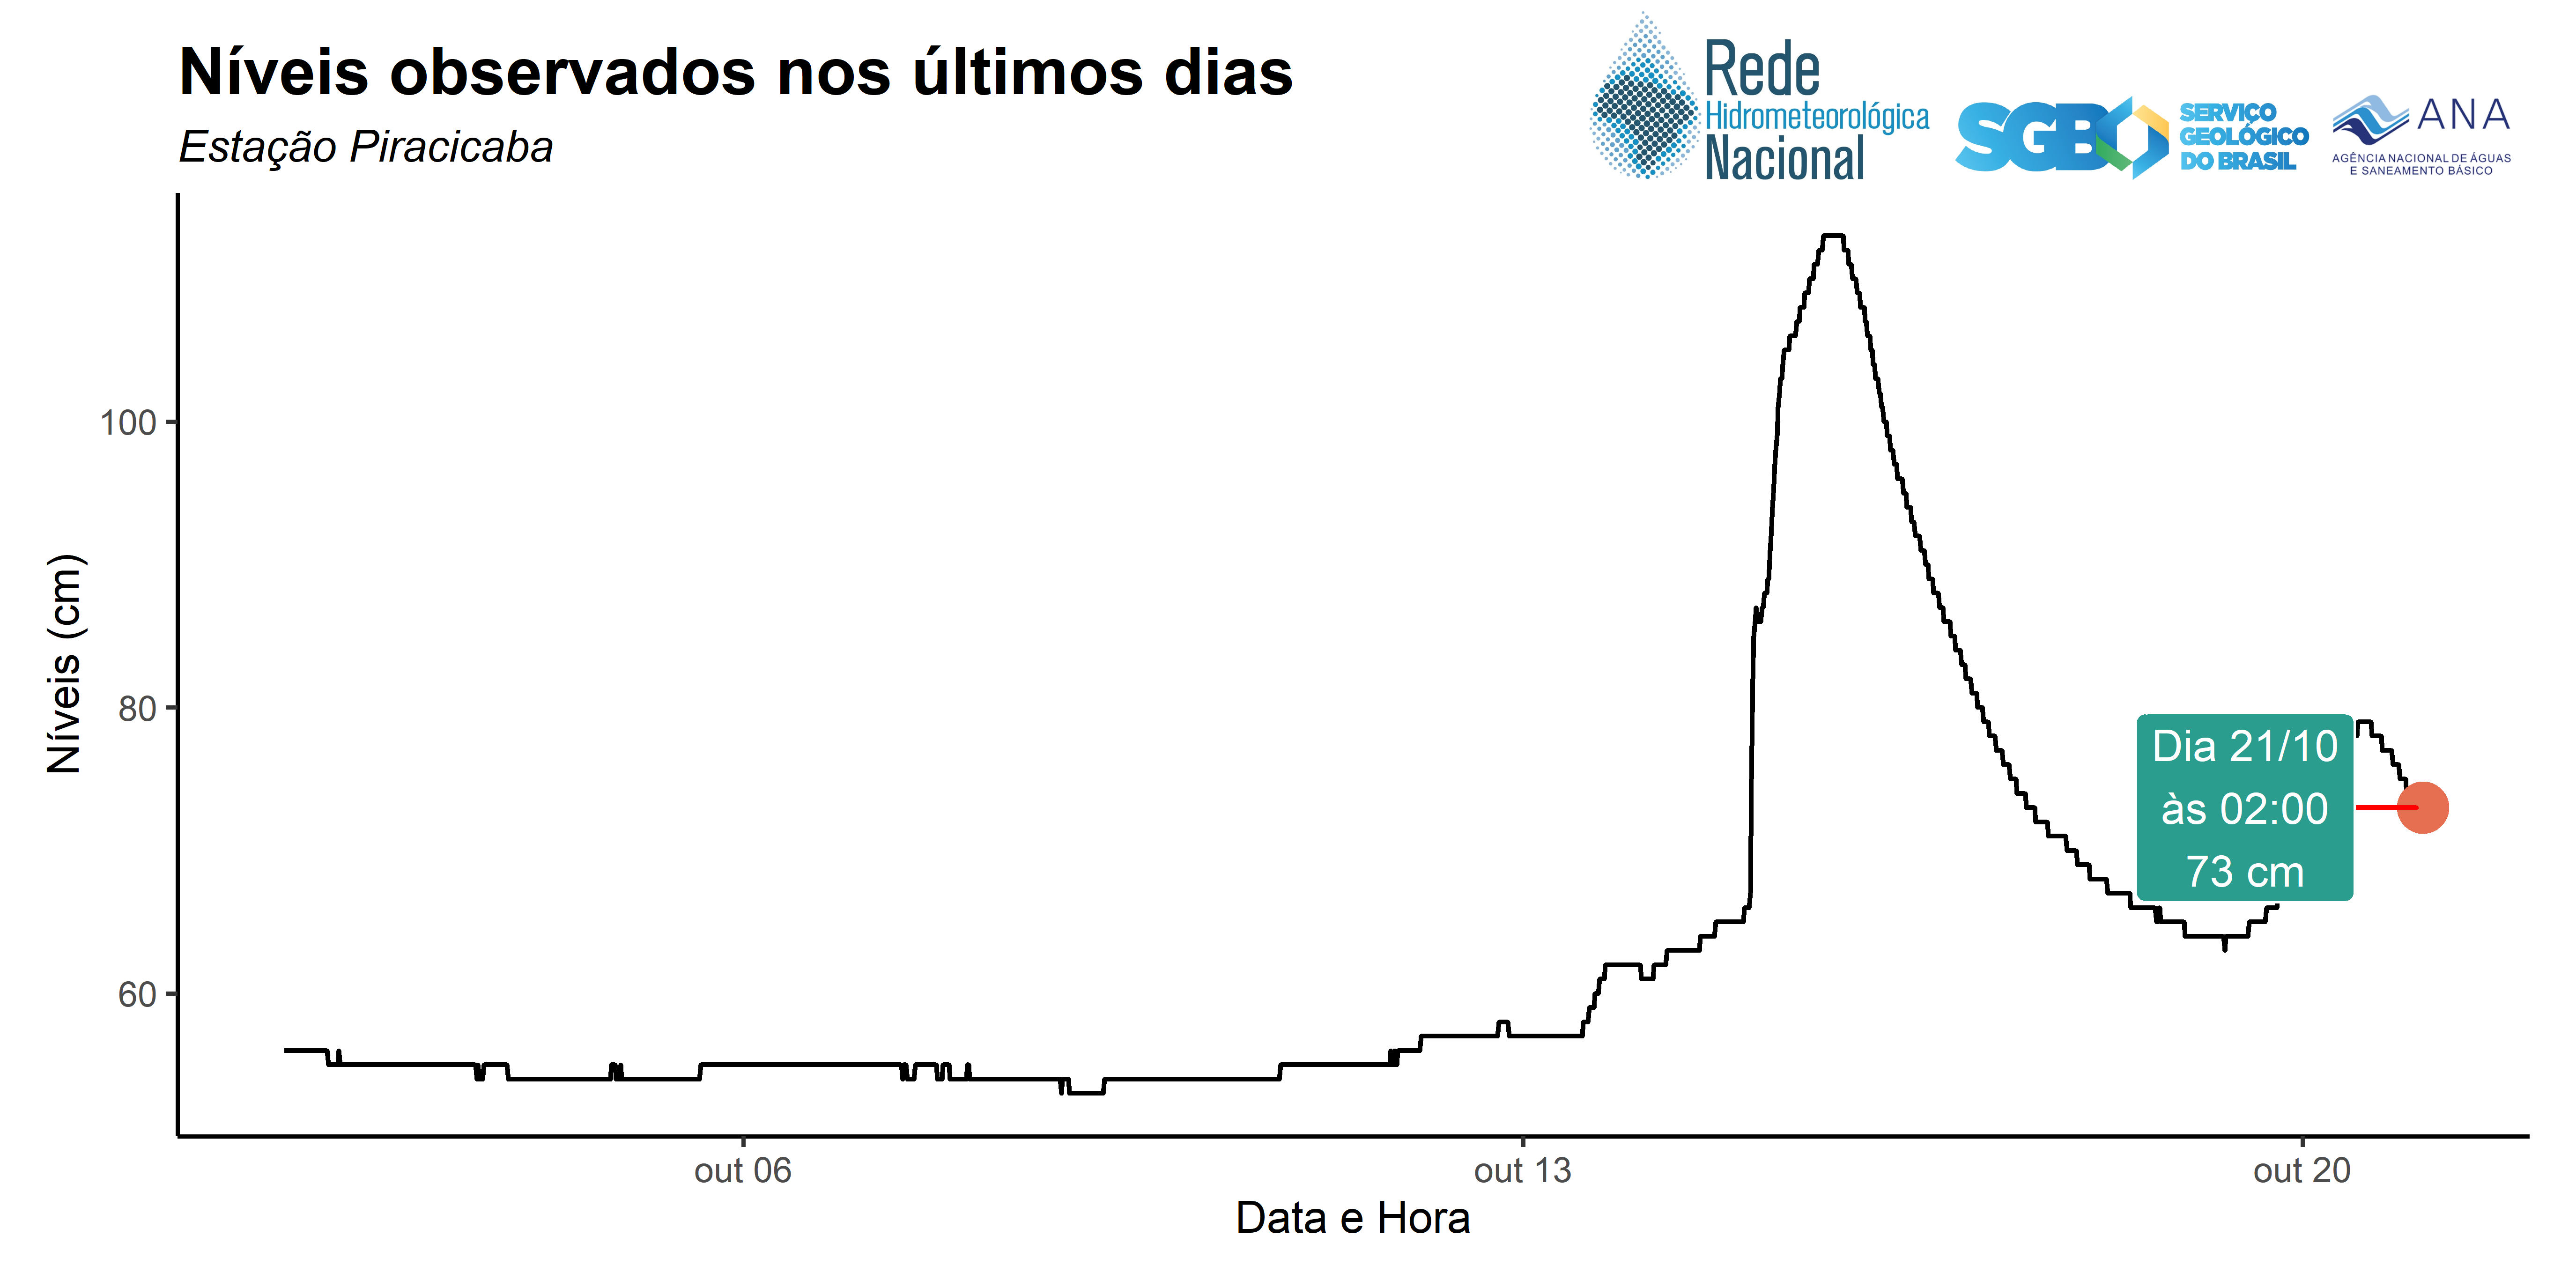 Níveis observados nos últimos dias
Estação Piracicaba
Rede
Hidrometeorológica
Nacional
SGB
SERVIÇO
GEOLÓGICO
DO BRASIL
ANA
AGÊNCIA NACIONAL DE ÁGUAS
E SANEAMENTO BÁSICO
Níveis (cm)
100
80
60
Dia 21/10
às 02:00
73 cm
out 06
out 13
out 20
Data e Hora